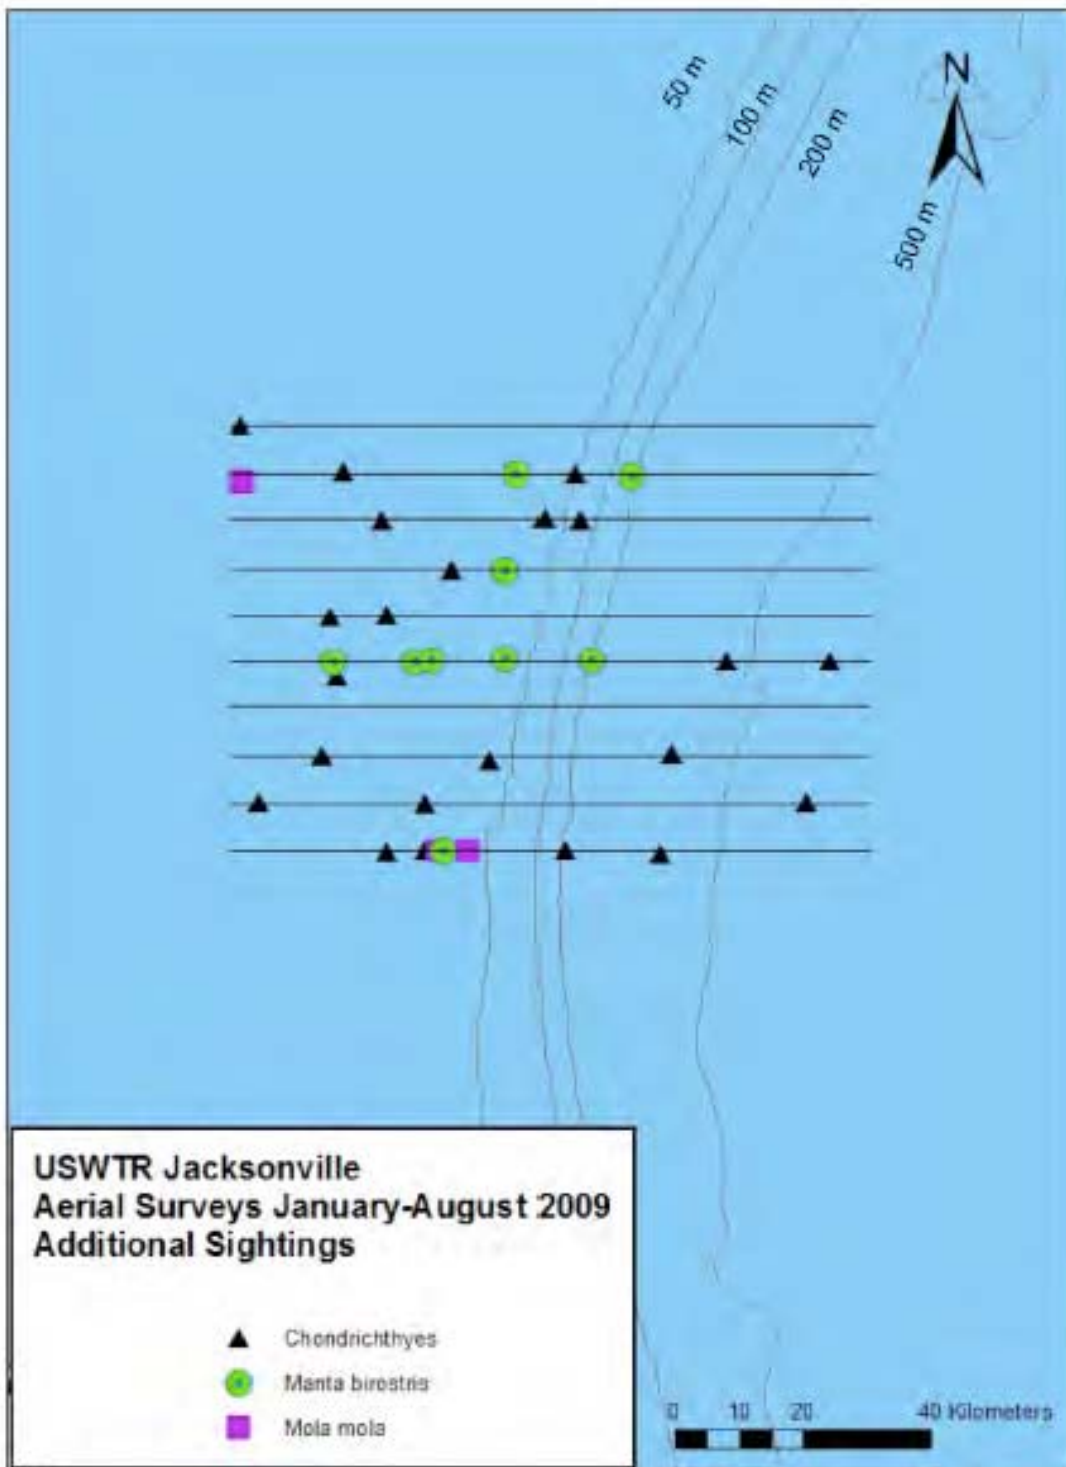 50 m
100 m
200 m
N
500 m
USWTR Jacksonville
Aerial Surveys January-August 2009
Additional Sightings
Chondrichthyes
Manta birostris
Mola mola
0 10 20 40 Kilometers